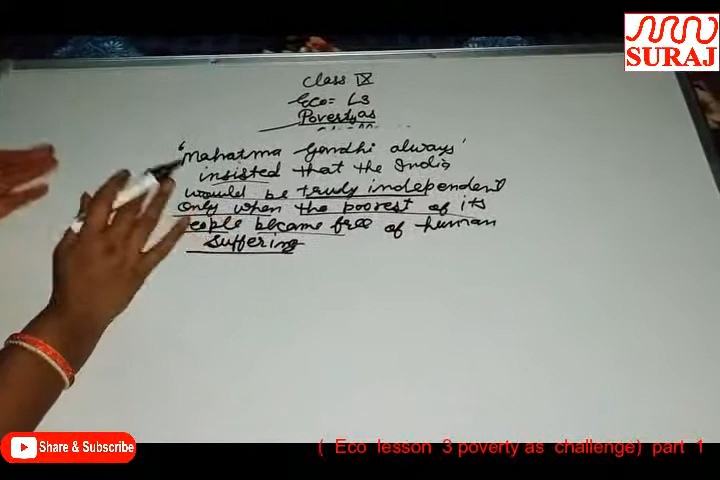 SURAJ
Class IX
Eco= L3
Poverty as
'Mahatma Gandhi always'
insisted that the India
would be truly independent
only when the poorest of its
people became free of human
suffering
Share & Subscribe
( Eco lesson 3 poverty as challenge) part 1